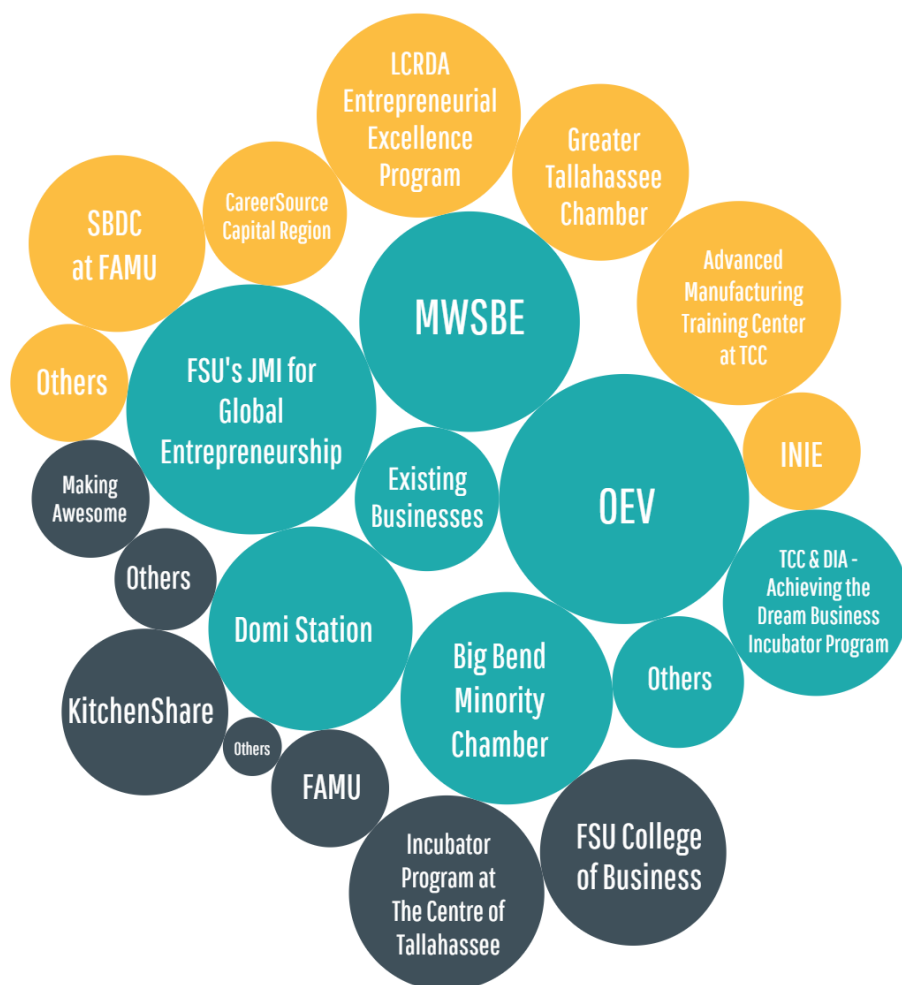 LCRDA
Entrepreneurial
Excellence
Program
Greater
Tallahassee
Chamber
CareerSource
Capital Region
SBDC
at FAMU
Advanced
Manufacturing
Training Center
at TCC
MWSBE
Others
FSU's JMI for
Global
Entrepreneurship
INIE
Existing
Businesses
OEV
Making
Awesome
Others
TCC & DIA -
Achieving the
Dream Business
Incubator Program
Domi Station
Big Bend
Minority
Chamber
Others
KitchenShare
Others
FAMU
Incubator
Program at
The Centre of
Tallahassee
FSU College
of Business